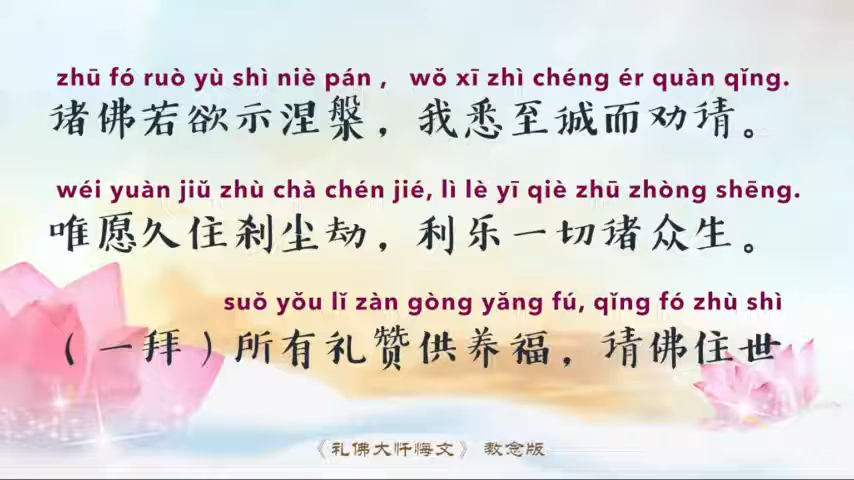 zhū fó ruò yù shì niè pán , wǒ xī zhì chéng ér quàn qǐng.
诸佛若欲示涅槃，我悉至诚而劝请。
wéi yuàn jiǔ zhù chà chén jié, lì lè yī qiè zhū zhòng shēng.
唯愿久住刹尘劫，利乐一切诸众生。
suǒ yǒu lǐ zàn gòng yǎng fú, qǐng fó zhù shì
（一拜）所有礼赞供养福，请佛住世
《礼佛大忏悔文》 教念版